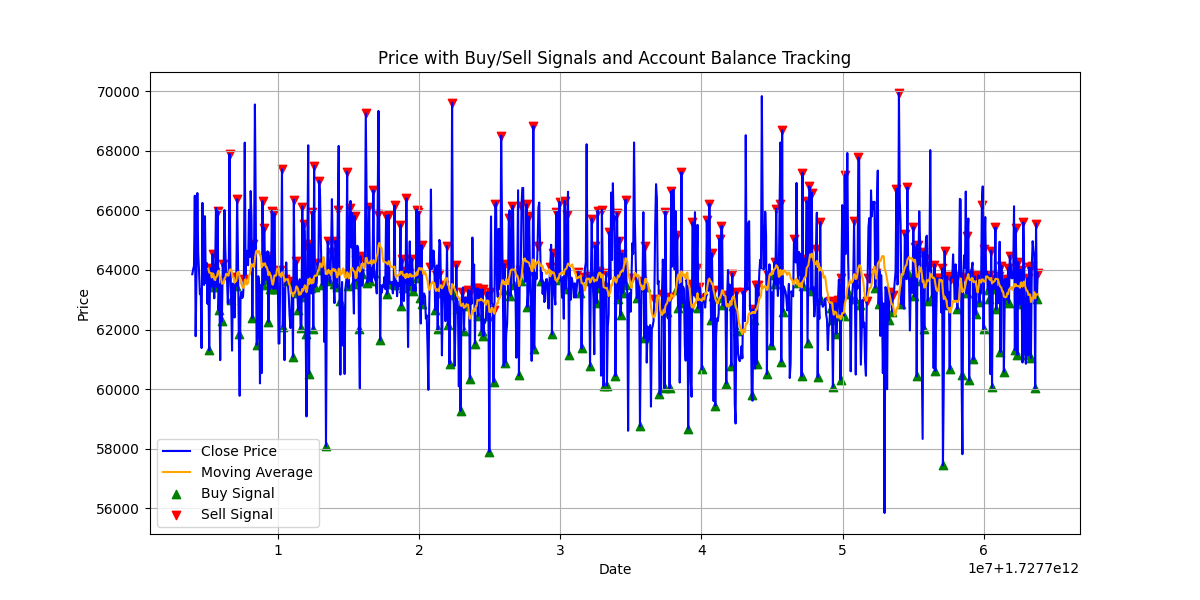 Price with Buy/Sell Signals and Account Balance Tracking
70000
68000
66000
64000
62000
60000
58000
56000
Price
Close Price
Moving Average
Buy Signal
Sell Signal
1 2 3 4 5 6
Date
1e7+1.7277e12